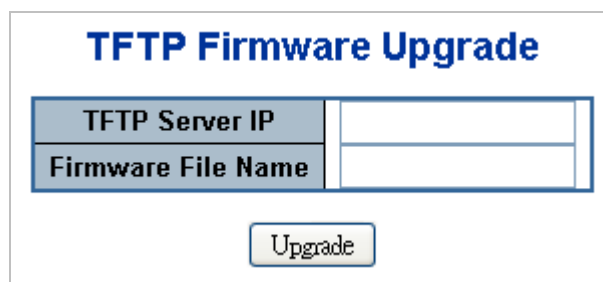 TFTP Firmware Upgrade
TFTP Server IP
Firmware File Name
Upgrade